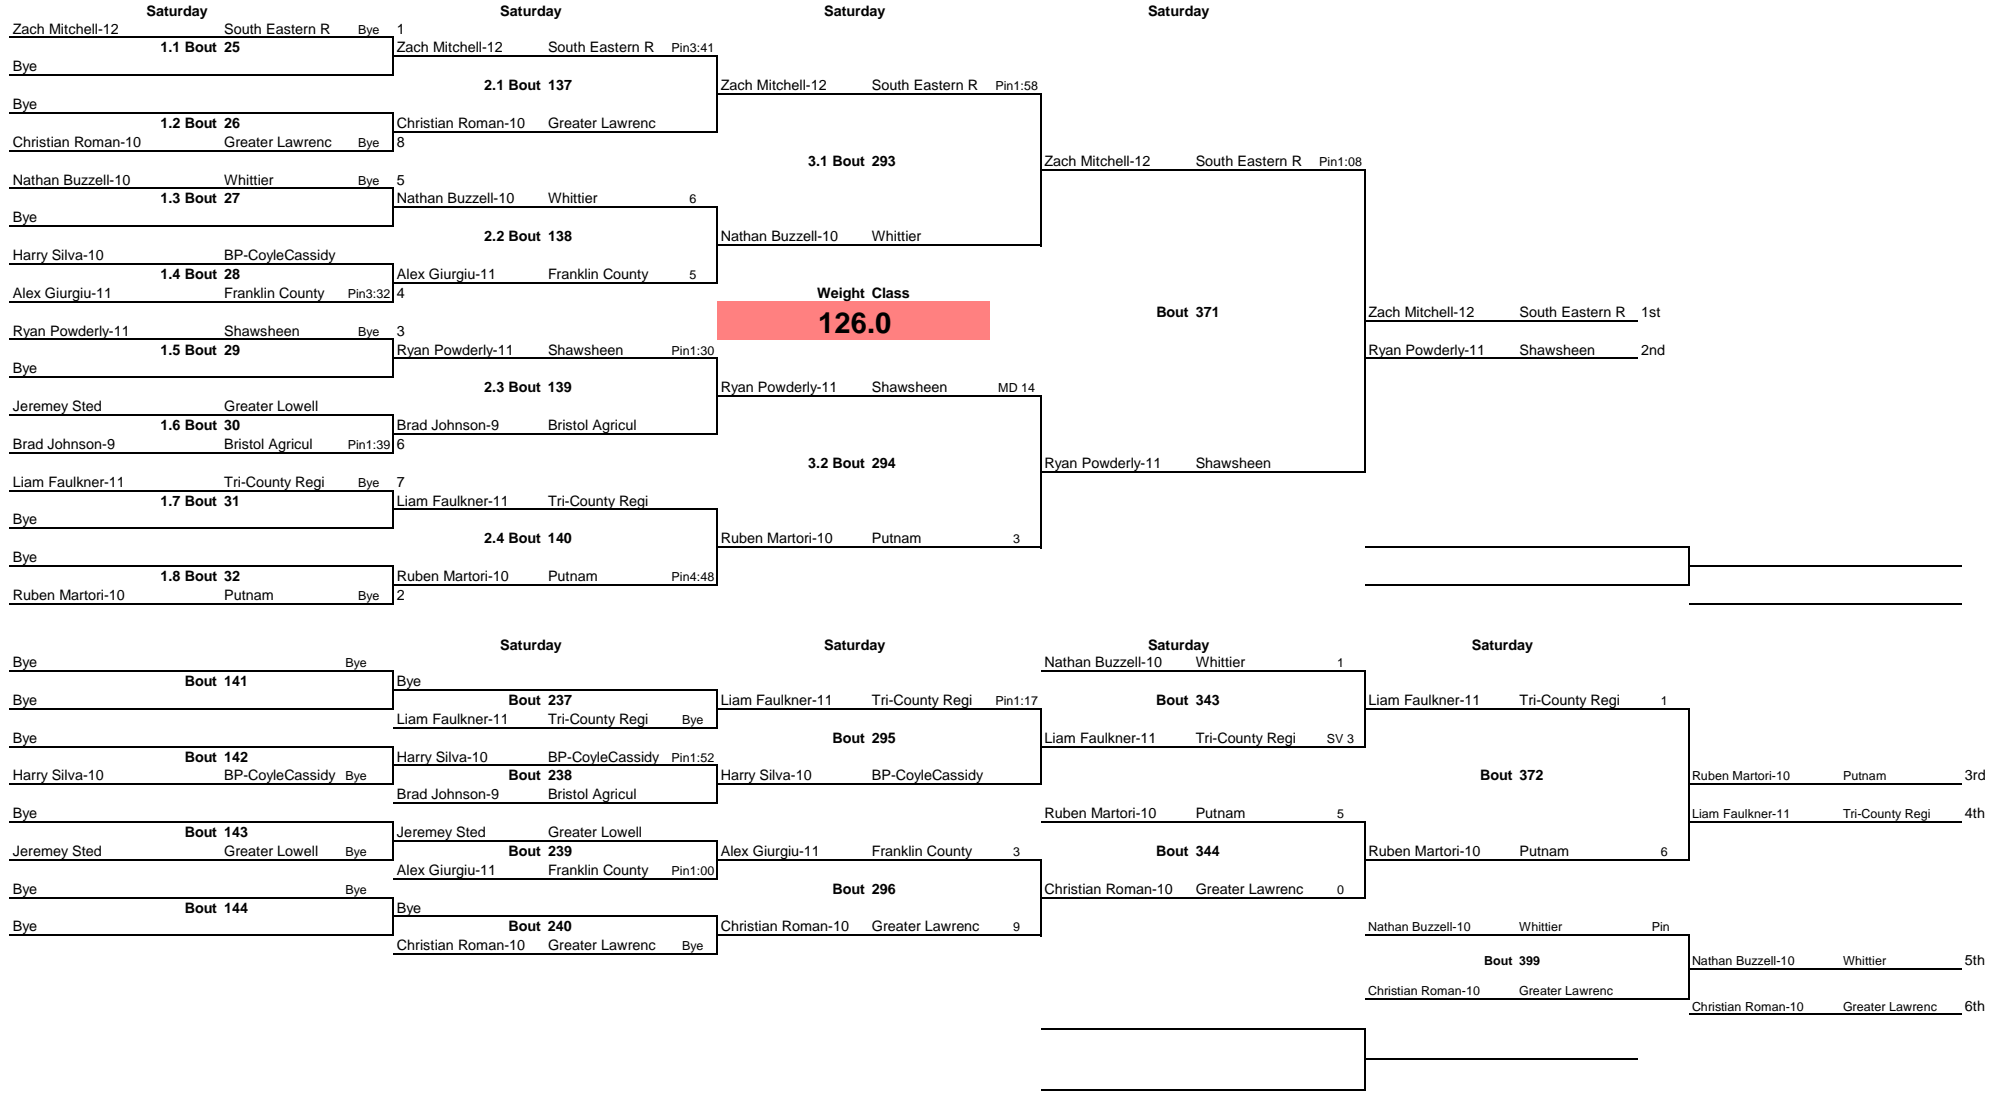 Saturday Saturday Saturday Saturday
Zach Mitchell-12 South Eastern R Bye 1
1.1 Bout 25 Zach Mitchell-12 South Eastern R Pin3:41
Bye
2.1 Bout 137 Zach Mitchell-12 South Eastern R Pin1:58
Bye
1.2 Bout 26 Christian Roman-10 Greater Lawrenc
Christian Roman-10 Greater Lawrenc Bye 8
3.1 Bout 293 Zach Mitchell-12 South Eastern R Pin1:08
Nathan Buzzell-10 Whittier Bye 5
1.3 Bout 27 Nathan Buzzell-10 Whittier 6
Bye
2.2 Bout 138 Nathan Buzzell-10 Whittier
Harry Silva-10 BP-CoyleCassidy
1.4 Bout 28 Alex Giurgiu-11 Franklin County 5
Alex Giurgiu-11 Franklin County Pin3:32 4 Weight Class
Bout 371 Zach Mitchell-12 South Eastern R 1st
126.0
Ryan Powderly-11 Shawsheen Bye 3
1.5 Bout 29 Ryan Powderly-11 Shawsheen Pin1:30 Ryan Powderly-11 Shawsheen 2nd
Bye
2.3 Bout 139 Ryan Powderly-11 Shawsheen MD 14
Jeremey Sted Greater Lowell
1.6 Bout 30 Brad Johnson-9 Bristol Agricul
Brad Johnson-9 Bristol Agricul Pin1:39 6
3.2 Bout 294 Ryan Powderly-11 Shawsheen
Liam Faulkner-11 Tri-County Regi Bye 7
1.7 Bout 31 Liam Faulkner-11 Tri-County Regi
Bye
2.4 Bout 140 Ruben Martori-10 Putnam 3
Bye
1.8 Bout 32 Ruben Martori-10 Putnam Pin4:48
Ruben Martori-10 Putnam Bye 2
Saturday Saturday Saturday Saturday
Bye Bye Nathan Buzzell-10 Whittier 1
Bout 141 Bye
Bye Bout 237 Liam Faulkner-11 Tri-County Regi Pin1:17 Bout 343 Liam Faulkner-11 Tri-County Regi 1
Liam Faulkner-11 Tri-County Regi Bye
Bye Bout 295 Liam Faulkner-11 Tri-County Regi SV 3
Bout 142 Harry Silva-10 BP-CoyleCassidy Pin1:52
Harry Silva-10 BP-CoyleCassidy Bye Bout 238 Harry Silva-10 BP-CoyleCassidy Bout 372 Ruben Martori-10 Putnam 3rd
Brad Johnson-9 Bristol Agricul
Bye Ruben Martori-10 Putnam 5 Liam Faulkner-11 Tri-County Regi 4th
Bout 143 Jeremey Sted Greater Lowell
Jeremey Sted Greater Lowell Bye Bout 239 Alex Giurgiu-11 Franklin County 3 Bout 344 Ruben Martori-10 Putnam 6
Alex Giurgiu-11 Franklin County Pin1:00
Bye Bye Bout 296 Christian Roman-10 Greater Lawrenc 0
Bout 144 Bye
Bye Bout 240 Christian Roman-10 Greater Lawrenc 9 Nathan Buzzell-10 Whittier Pin
Christian Roman-10 Greater Lawrenc Bye
Bout 399 Nathan Buzzell-10 Whittier 5th
Christian Roman-10 Greater Lawrenc
Christian Roman-10 Greater Lawrenc 6th